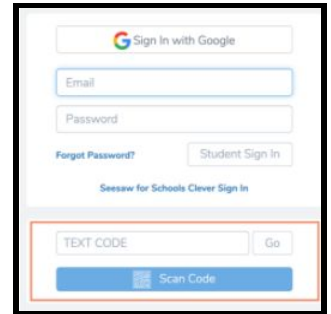 Sign In with Google
Email
Password
Forgot Password? Student Sign In
Seesaw for Schools Clever Sign In
TEXT CODE Go
Scan Code